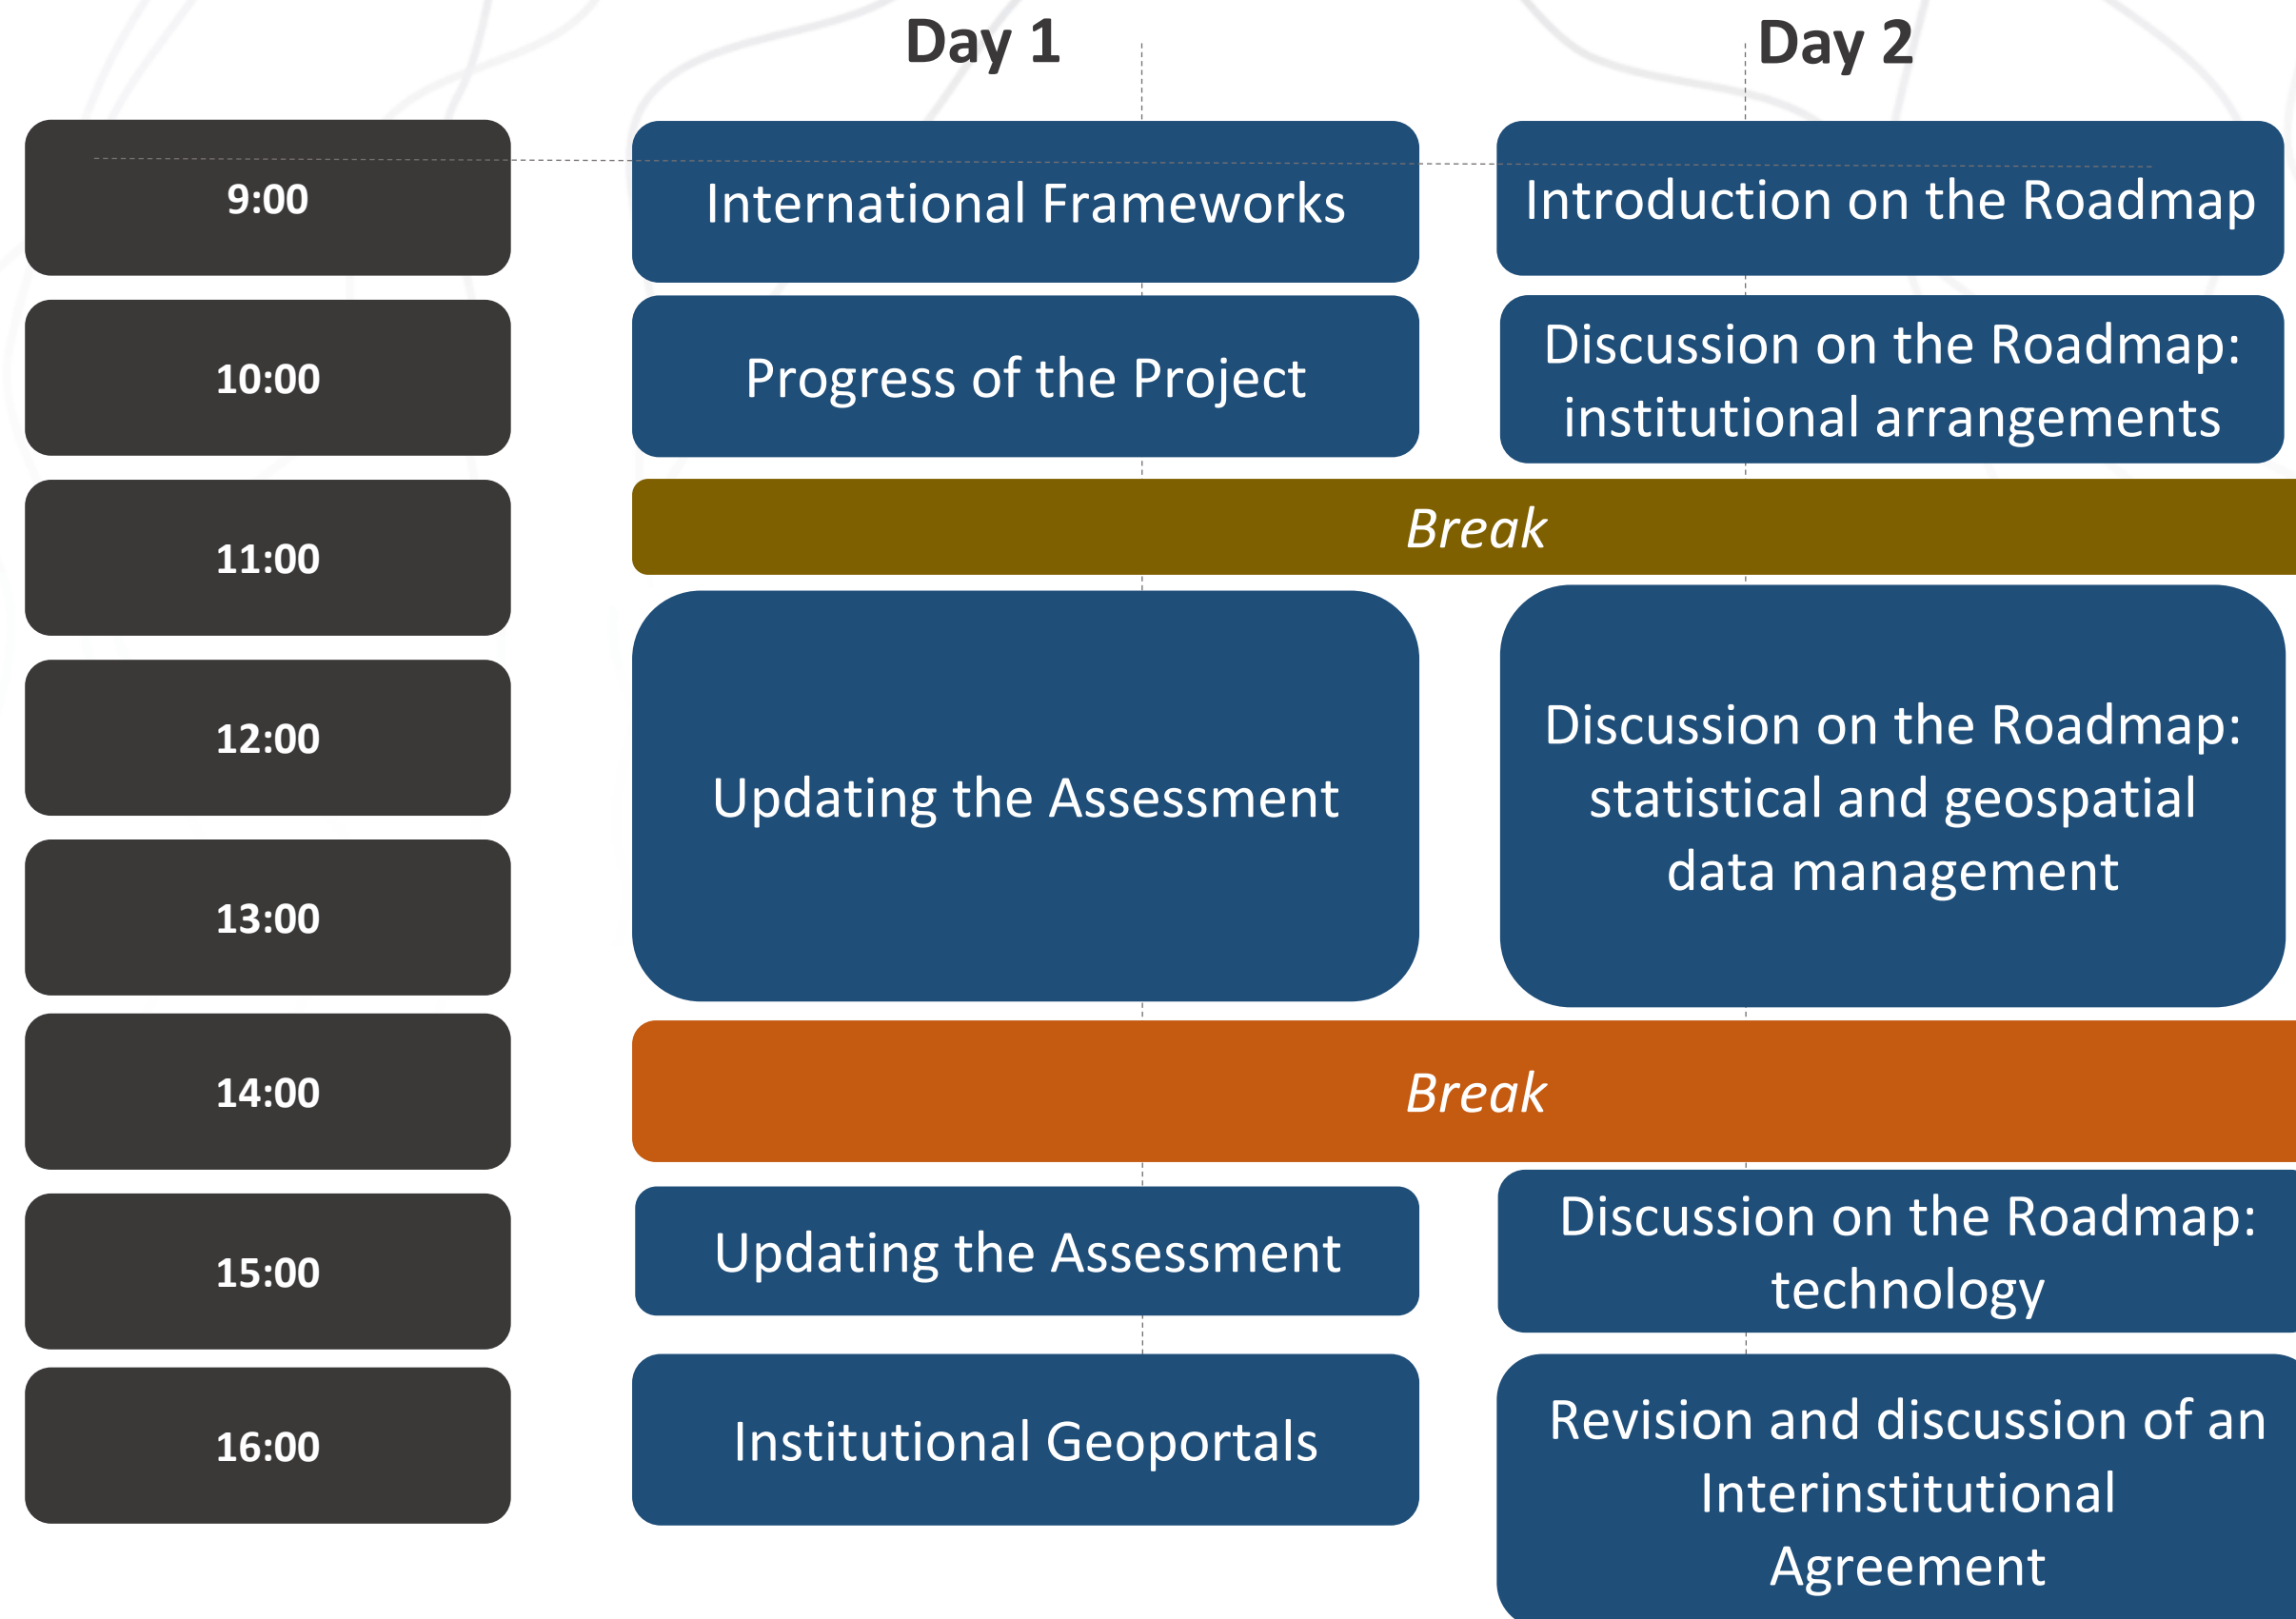 Day 1
Day 2
9:00
International Frameworks
Introduction on the Roadmap
10:00
Progress of the Project
Discussion on the Roadmap:
institutional arrangements
11:00
Break
12:00
Updating the Assessment
Discussion on the Roadmap:
statistical and geospatial
data management
13:00
14:00
Break
15:00
Updating the Assessment
Discussion on the Roadmap:
technology
16:00
Institutional Geoportals
Revision and discussion of an
Interinstitutional
Agreement